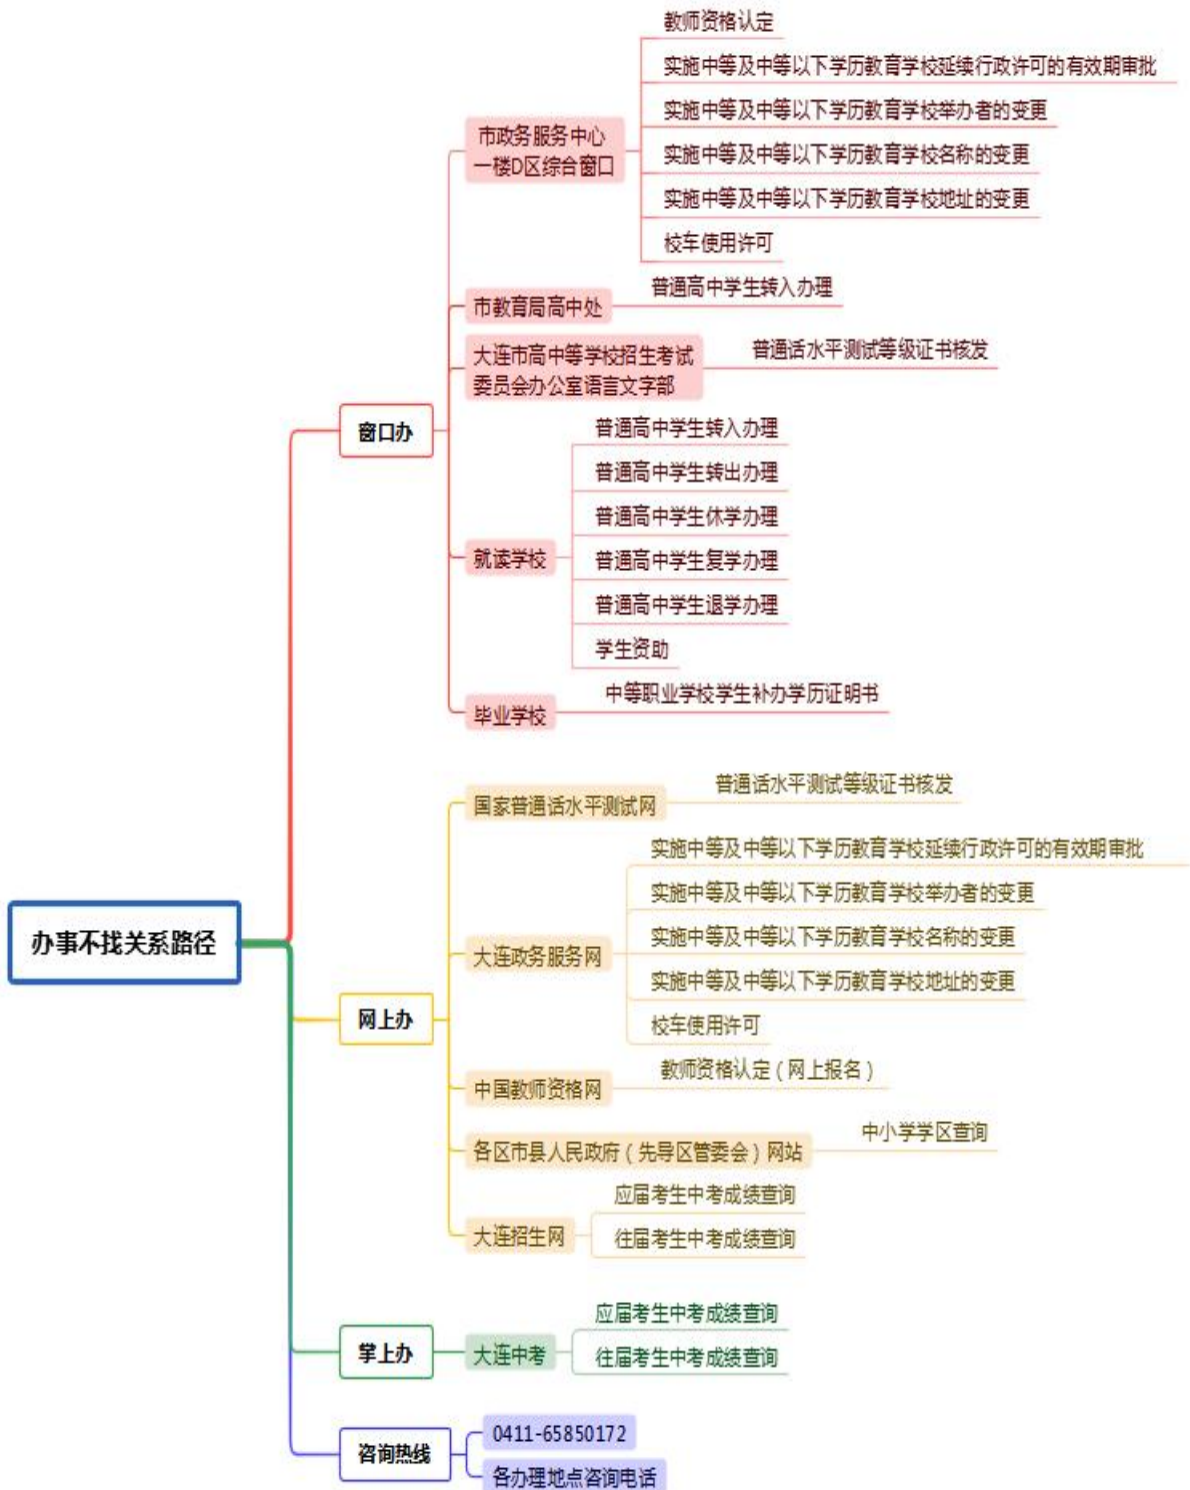 教师资格认定
实施中等及中等以下学历教育学校延续行政许可的有效期审批
实施中等及中等以下学历教育学校举办者的变更
市政务服务中心
一楼D区综合窗口
实施中等及中等以下学历教育学校名称的变更
实施中等及中等以下学历教育学校地址的变更
校车使用许可
市教育局高中处
普通高中学生转入办理
大连市高中等学校招生考试
委员会办公室语言文字部
普通话水平测试等级证书核发
窗口办
就读学校
普通高中学生转入办理
普通高中学生转出办理
普通高中学生休学办理
普通高中学生复学办理
普通高中学生退学办理
学生资助
毕业学校
中等职业学校学生补办学历证明书
国家普通话水平测试网
普通话水平测试等级证书核发
办事不找关系路径
网上办
大连政务服务网
实施中等及中等以下学历教育学校延续行政许可的有效期审批
实施中等及中等以下学历教育学校举办者的变更
实施中等及中等以下学历教育学校名称的变更
实施中等及中等以下学历教育学校地址的变更
校车使用许可
中国教师资格网
教师资格认定（网上报名）
各区市县人民政府（先导区管委会）网站
中小学学区查询
大连招生网
应届考生中考成绩查询
往届考生中考成绩查询
掌上办
大连中考
应届考生中考成绩查询
往届考生中考成绩查询
咨询热线
0411-65850172
各办理地点咨询电话